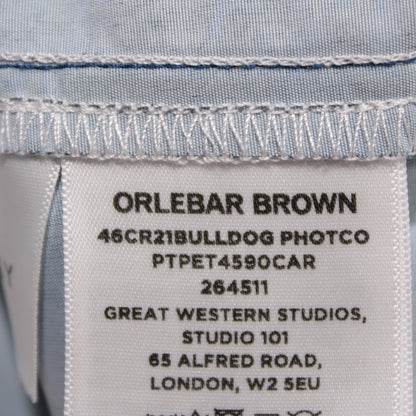 ORLEBAR BROWN
46CR21BULLDOG PHOTCO
PTPET4590CAR
264511
GREAT WESTERN STUDIOS,
STUDIO 101
65 ALFRED ROAD,
LONDON, W2 5EU